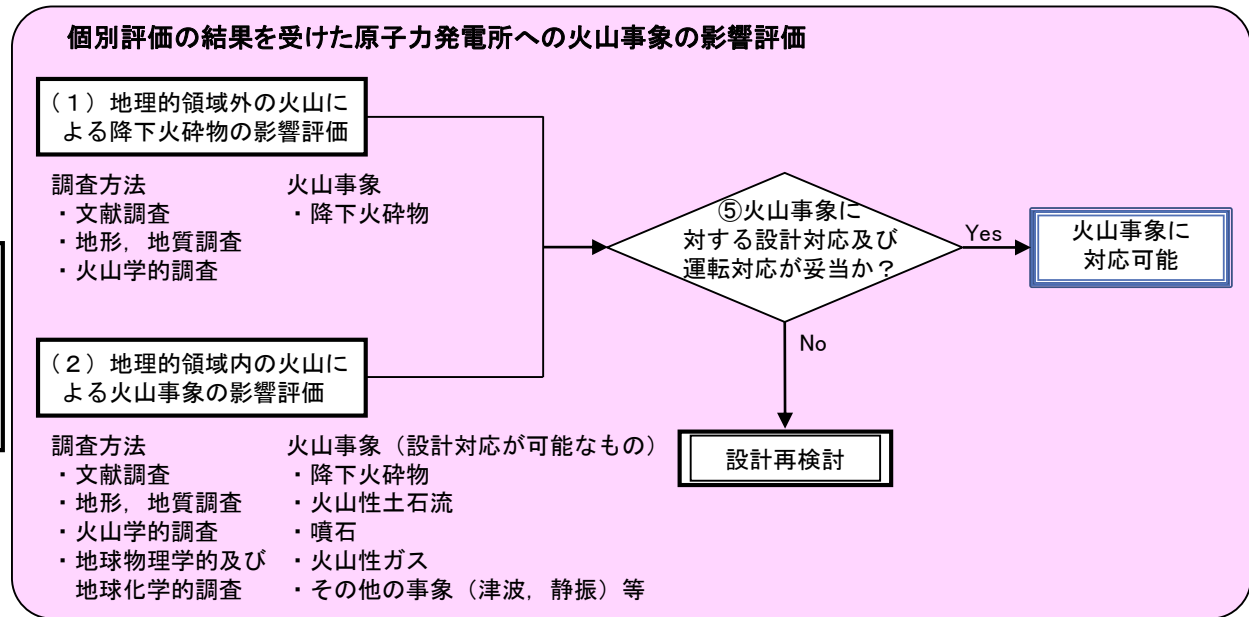 個別評価の結果を受けた原子力発電所への火山事象の影響評価
(1)地理的領域外の火山に
よる降下火砕物の影響評価
調査方法
・文献調査
・地形,地質調査
・火山学的調査
火山事象
・降下火砕物
⑤火山事象に
対する設計対応及び
運転対応が妥当か?
Yes
火山事象に
対応可能
No
設計再検討
(2)地理的領域内の火山に
よる火山事象の影響評価
調査方法
・文献調査
・地形,地質調査
・火山学的調査
・地球物理学的及び
地球化学的調査
火山事象(設計対応が可能なもの)
・降下火砕物
・火山性土石流
・噴石
・火山性ガス
・その他の事象(津波,静振)等